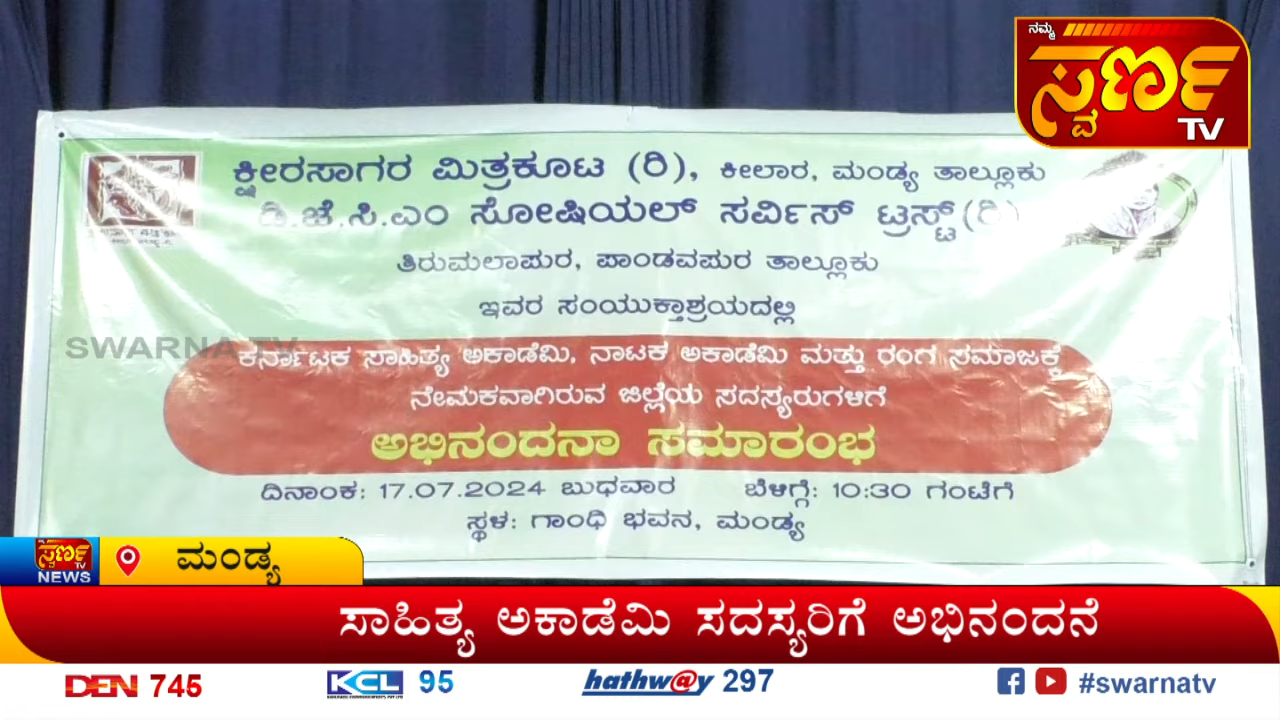 ನಮ್ಮ
ಸ್ವರ್ಣ
TV
ಕ್ಷೀರಸಾಗರ ಮಿತ್ರಕೂಟ (ರಿ), ಕೀಲಾರ, ಮಂಡ್ಯ ತಾಲ್ಲೂಕು
ಡಿ.ಜೆ.ಸಿ.ಎಂ ಸೋಷಿಯಲ್ ಸರ್ವಿಸ್ ಟ್ರಸ್ಟ್(ರಿ)
ತಿರುಮಲಾಪುರ, ಪಾಂಡವಪುರ ತಾಲ್ಲೂಕು
ಇವರ ಸಂಯುಕ್ತಾಶ್ರಯದಲ್ಲಿ
SWARNA TV
ಕರ್ನಾಟಕ ಸಾಹಿತ್ಯ ಅಕಾಡೆಮಿ, ನಾಟಕ ಅಕಾಡೆಮಿ ಮತ್ತು ರಂಗ ಸಮಾಜಕ್ಕೆ
ನೇಮಕವಾಗಿರುವ ಜಿಲ್ಲೆಯ ಸದಸ್ಯರುಗಳಿಗೆ
ಅಭಿನಂದನಾ ಸಮಾರಂಭ
ದಿನಾಂಕ: 17.07.2024 ಬುಧವಾರ ಬೆಳಿಗ್ಗೆ: 10:30 ಗಂಟೆಗೆ
ಸ್ಥಳ: ಗಾಂಧಿ ಭವನ, ಮಂಡ್ಯ
ಸ್ವರ್ಣ TV NEWS ಮಂಡ್ಯ
ಸಾಹಿತ್ಯ ಅಕಾಡೆಮಿ ಸದಸ್ಯರಿಗೆ ಅಭಿನಂದನೆ
DEN 745 KCL 95 hathw@y 297 #swarnatv